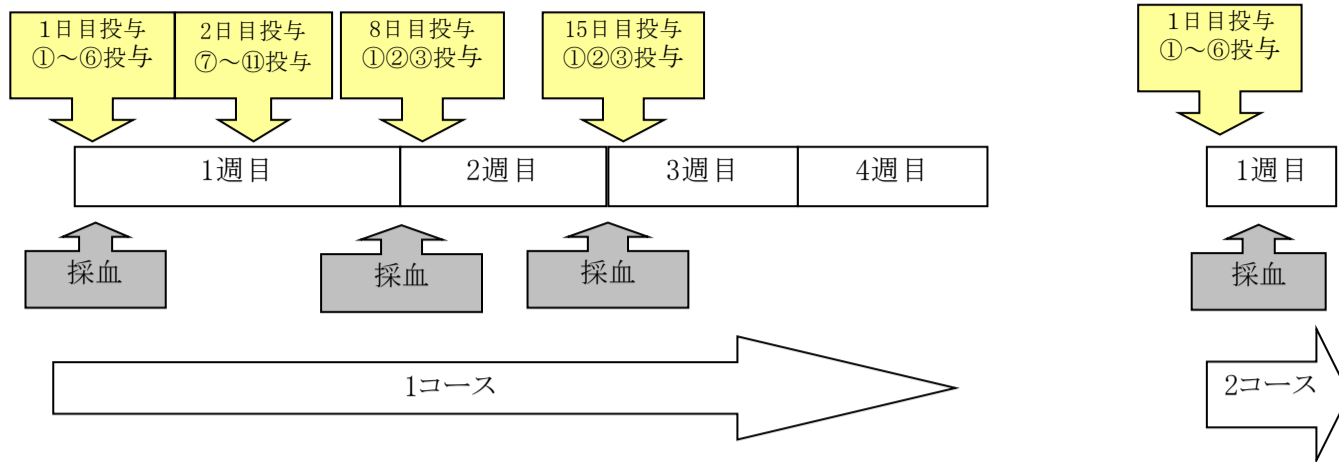 1日目投与
①～⑥投与
2日目投与
⑦～⑪投与
8日目投与
①②③投与
15日目投与
①②③投与
1日目投与
①～⑥投与
1週目
2週目
3週目
4週目
1週目
採血
採血
採血
採血
1コース
2コース